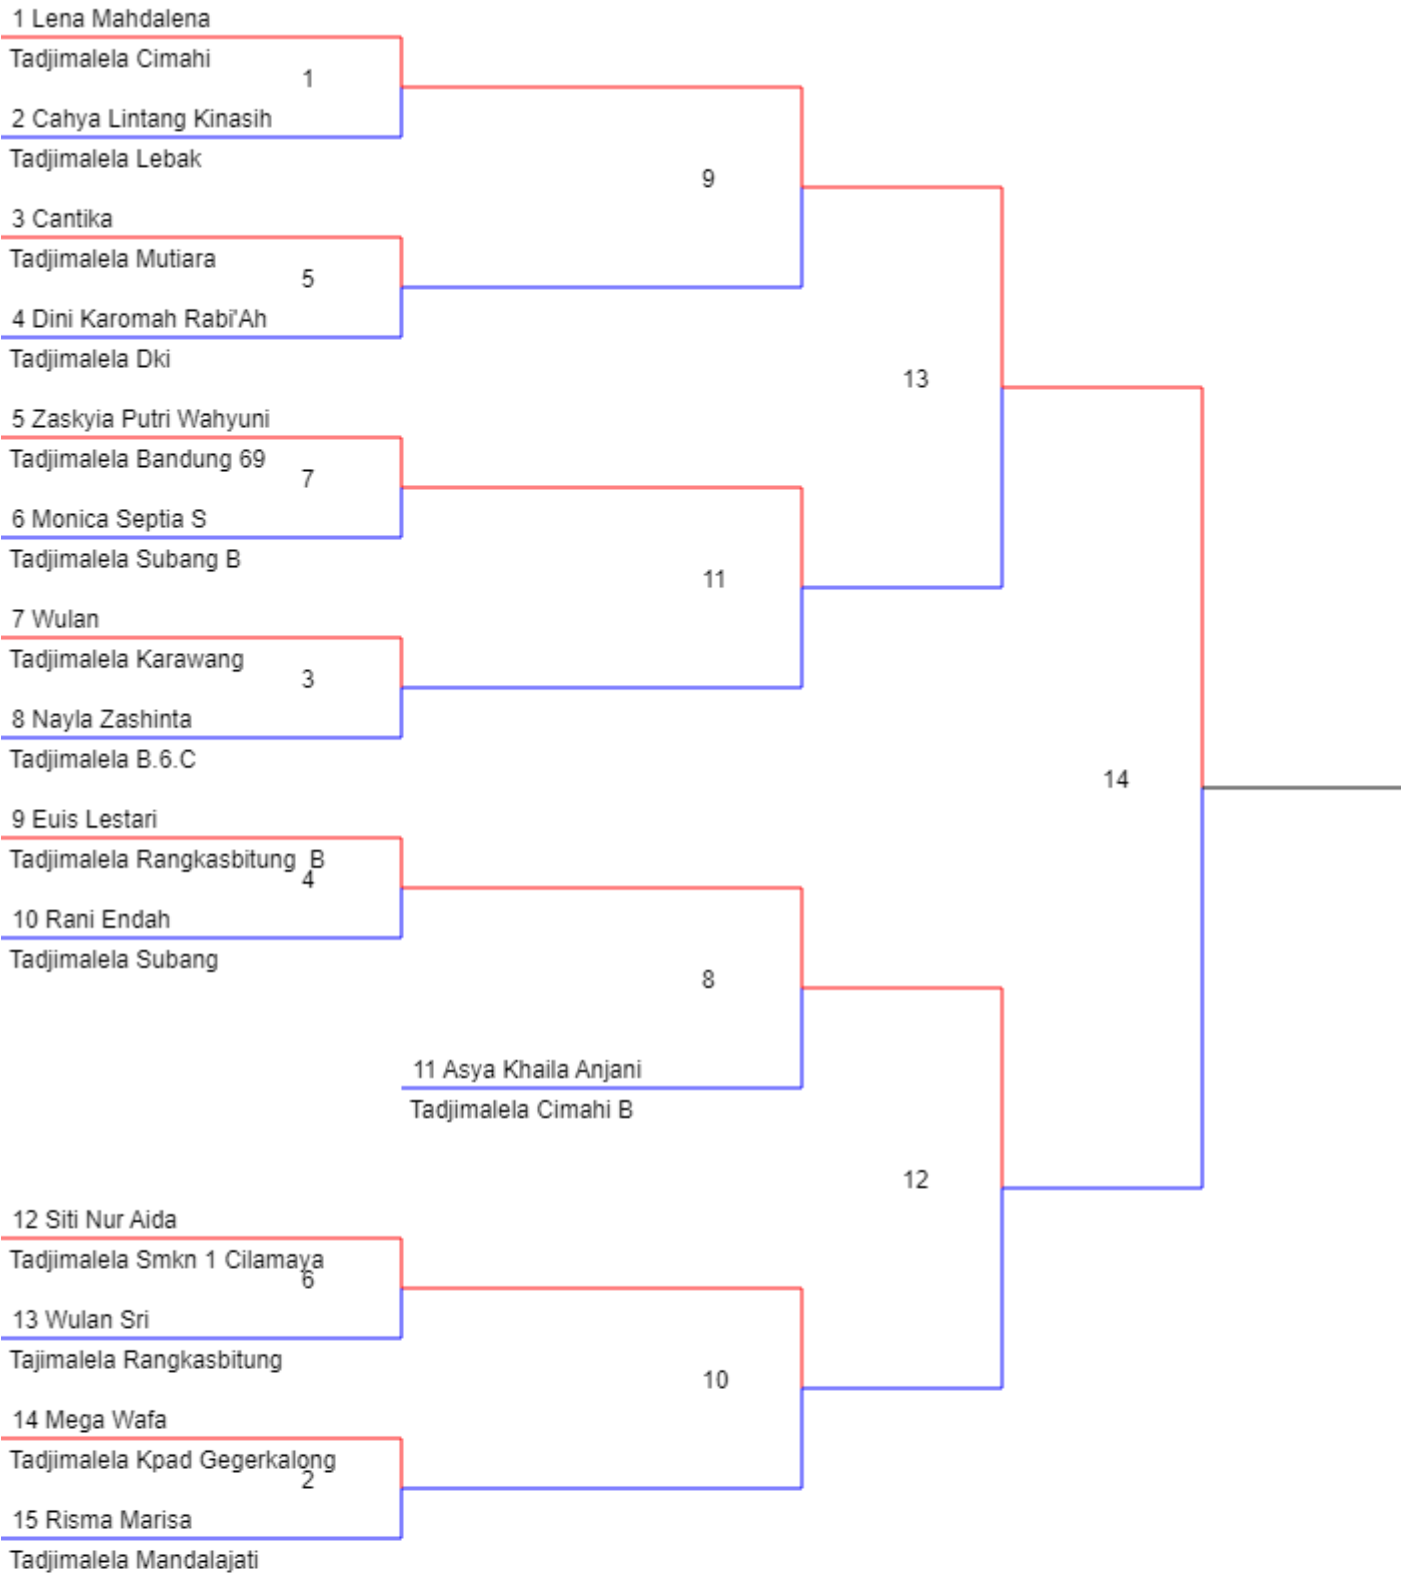 1 Lena Mahdalena
Tadjimalela Cimahi
1
2 Cahya Lintang Kinasih
Tadjimalela Lebak
9
3 Cantika
Tadjimalela Mutiara
5
4 Dini Karomah Rabi'Ah
Tadjimalela Dki
13
5 Zaskyia Putri Wahyuni
Tadjimalela Bandung 69
7
6 Monica Septia S
Tadjimalela Subang B
11
7 Wulan
Tadjimalela Karawang
3
8 Nayla Zashinta
Tadjimalela B.6.C
14
9 Euis Lestari
Tadjimalela Rangkasbitung  B
4
10 Rani Endah
Tadjimalela Subang
8
11 Asya Khaila Anjani
Tadjimalela Cimahi B
12
12 Siti Nur Aida
Tadjimalela Smkn 1 Cilamaya
6
13 Wulan Sri
Tajimalela Rangkasbitung
10
14 Mega Wafa
Tadjimalela Kpad Gegerkalong
2
15 Risma Marisa
Tadjimalela Mandalajati